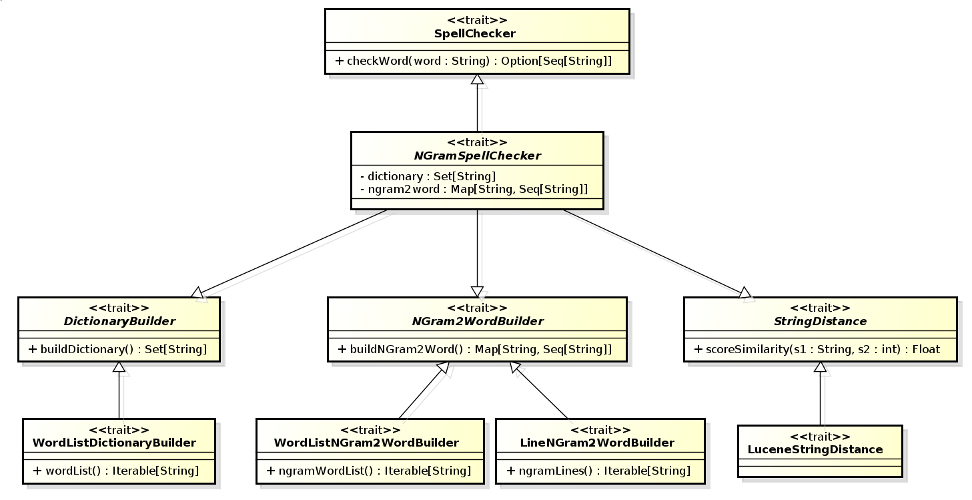 <<trait>>
SpellChecker
+ checkWord(word : String) : Option[Seq[String]]
<<trait>>
NGramSpellChecker
- dictionary : Set[String]
- ngram2word : Map[String, Seq[String]]
<<trait>>
DictionaryBuilder
+ buildDictionary() : Set[String]
<<trait>>
NGram2WordBuilder
+ buildNGram2Word() : Map[String, Seq[String]]
<<trait>>
StringDistance
+ scoreSimilarity(s1 : String, s2 : int) : Float
<<trait>>
WordListDictionaryBuilder
+ wordList() : Iterable[String]
<<trait>>
WordListNGram2WordBuilder
+ ngramWordList() : Iterable[String]
<<trait>>
LineNGram2WordBuilder
+ ngramLines() : Iterable[String]
<<trait>>
LuceneStringDistance